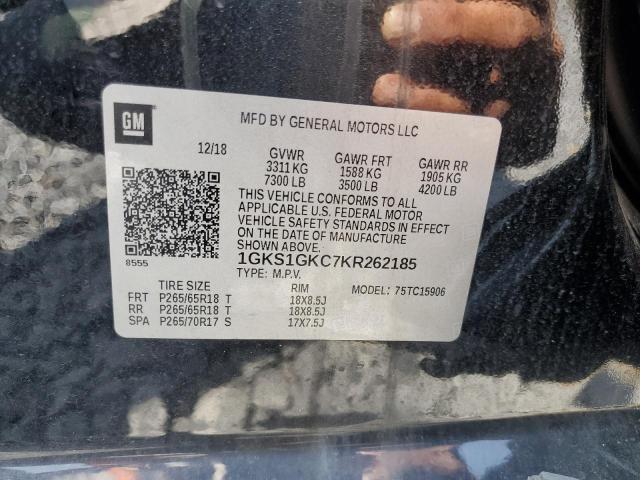 GM
MFD BY GENERAL MOTORS LLC
12/18 GVWR GAWR FRT GAWR RR
3311 KG 1588 KG 1905 KG
7300 LB 3500 LB 4200 LB
THIS VEHICLE CONFORMS TO ALL
APPLICABLE U.S. FEDERAL MOTOR
VEHICLE SAFETY STANDARDS IN EFFECT
ON THE DATE OF MANUFACTURE
SHOWN ABOVE.
8555
1GKS1GKC7KR262185
TYPE: M.P.V. MODEL: 75TC15906
TIRE SIZE RIM
FRT P265/65R18 T 18X8.5J
RR P265/65R18 T 18X8.5J
SPA P265/70R17 S 17X7.5J